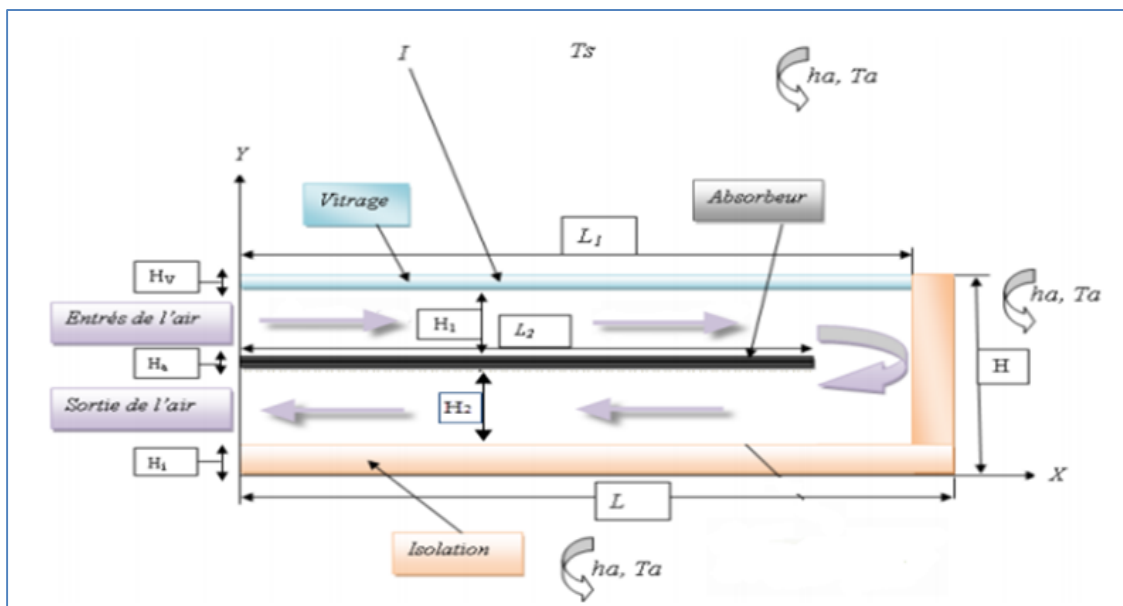 I
Ts
ha, Ta
Y
Vitrage
Absorbeur
L1
HV
ha, Ta
Entrés de l'air
H1
L2
Ha
H
Sortie de l'air
H2
Hi
X
L
Isolation
ha, Ta